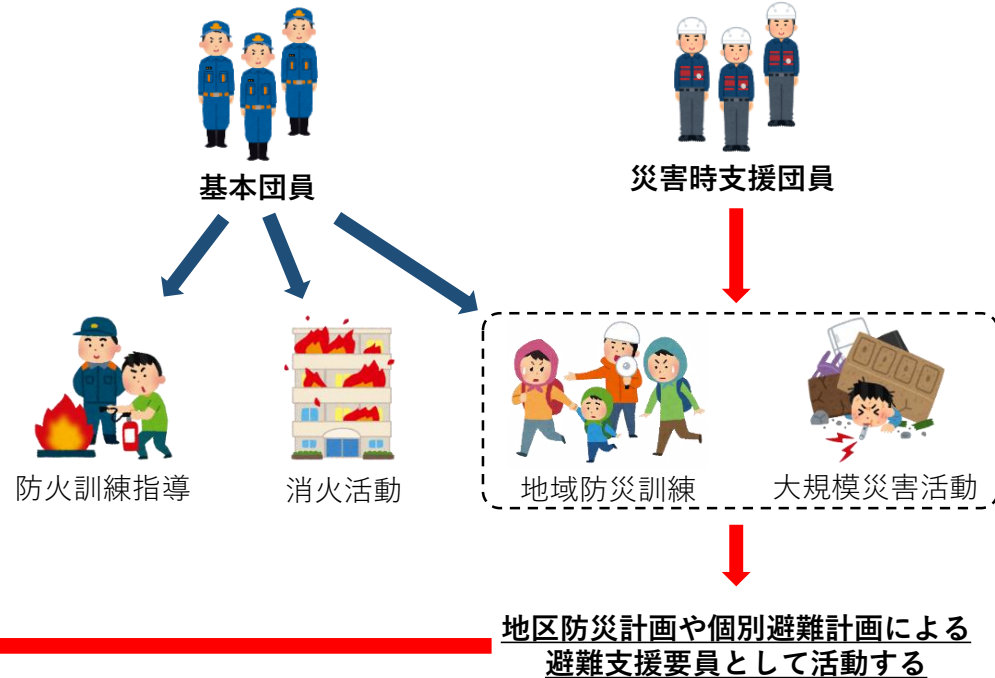 基本団員
災害時支援団員
防火訓練指導
消火活動
地域防災訓練
大規模災害活動
地区防災計画や個別避難計画による
避難支援要員として活動する